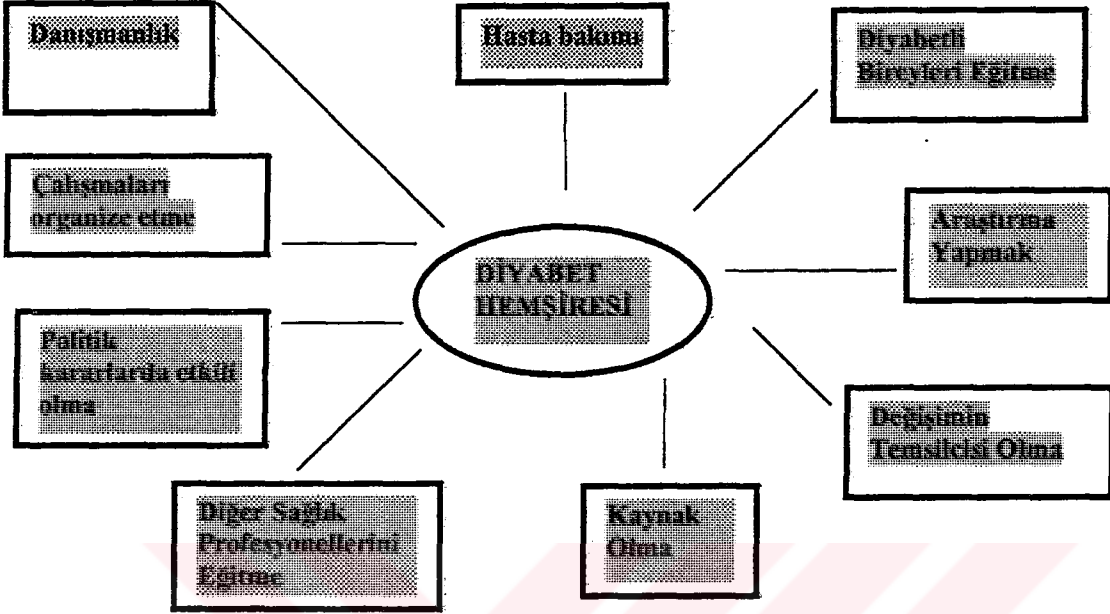 Danışmanlık
Hasta bakımı
Diyabetli
Bireyleri Eğitme
Çalışmaları
organize etme
Araştırma
Yapmak
DİYABET
HEMŞİRESİ
Palitik
kararlarda etkili
olma
Değişimin
Temsilcisi Olma
Diğer Sağlık
Profesyonellerini
Eğitme
Kaynak
Olma